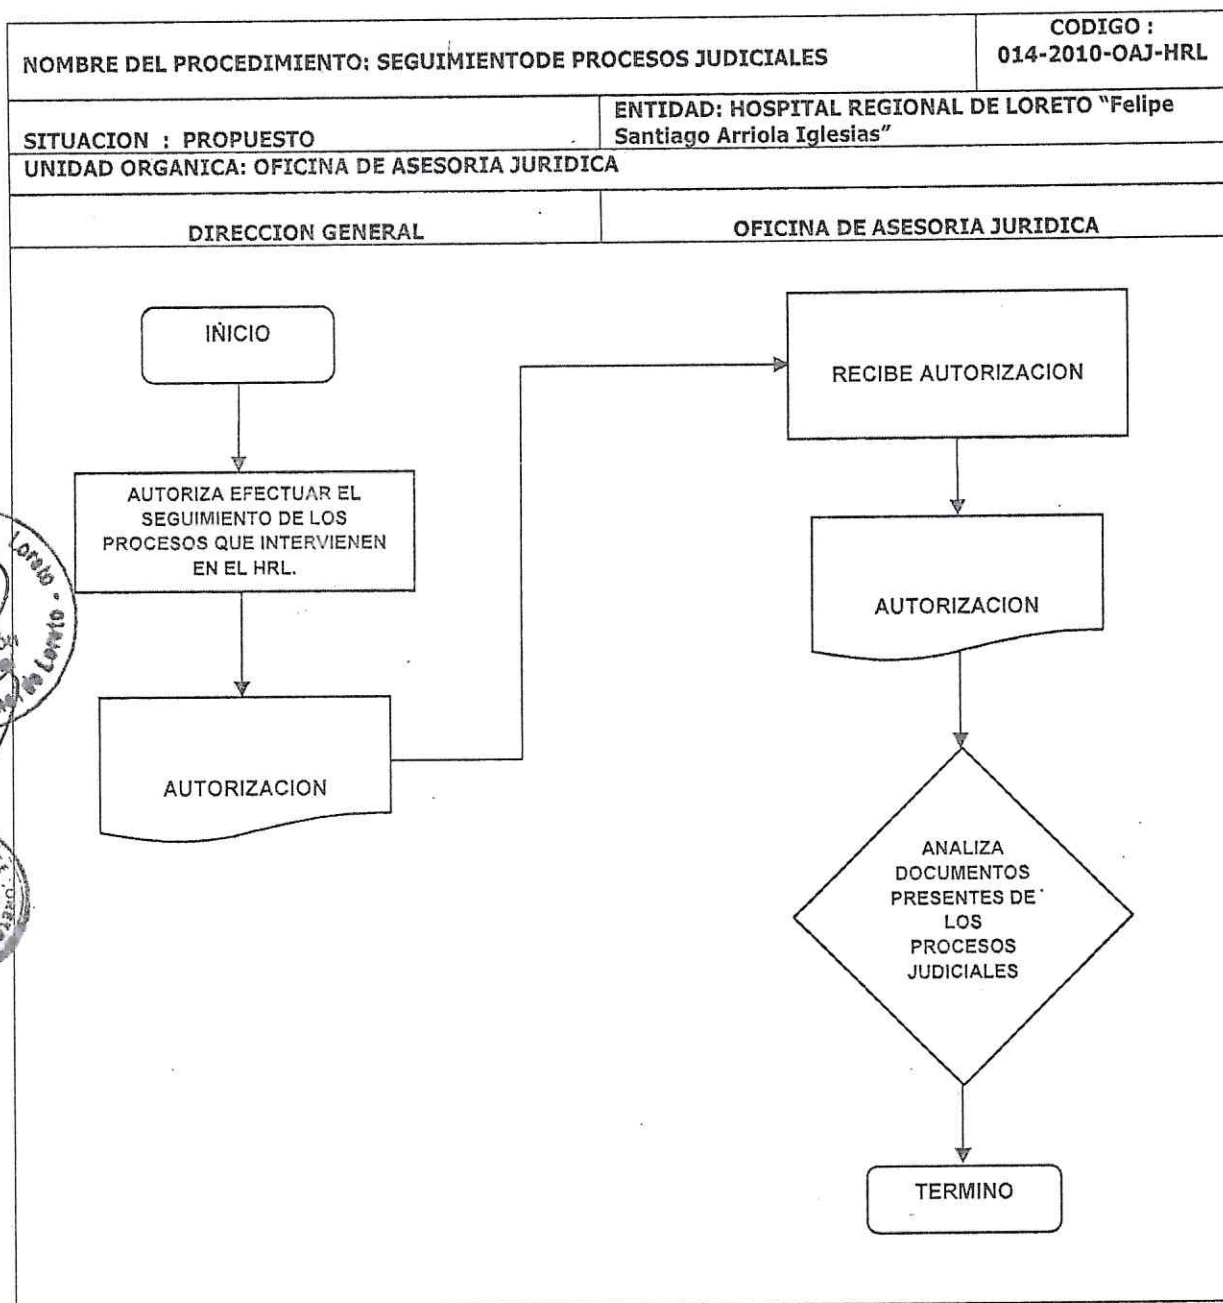 NOMBRE DEL PROCEDIMIENTO: SEGUIMIENTODE PROCESOS JUDICIALES
CODIGO :
014-2010-OAJ-HRL
SITUACION : PROPUESTO
ENTIDAD: HOSPITAL REGIONAL DE LORETO "Felipe
Santiago Arriola Iglesias"
UNIDAD ORGANICA: OFICINA DE ASESORIA JURIDICA
DIRECCION GENERAL
OFICINA DE ASESORIA JURIDICA
INICIO
AUTORIZA EFECTUAR EL
SEGUIMIENTO DE LOS
PROCESOS QUE INTERVIENEN
EN EL HRL.
AUTORIZACION
RECIBE AUTORIZACION
AUTORIZACION
ANALIZA
DOCUMENTOS
PRESENTES DE
LOS
PROCESOS
JUDICIALES
TERMINO
Loreto -
de Loreto